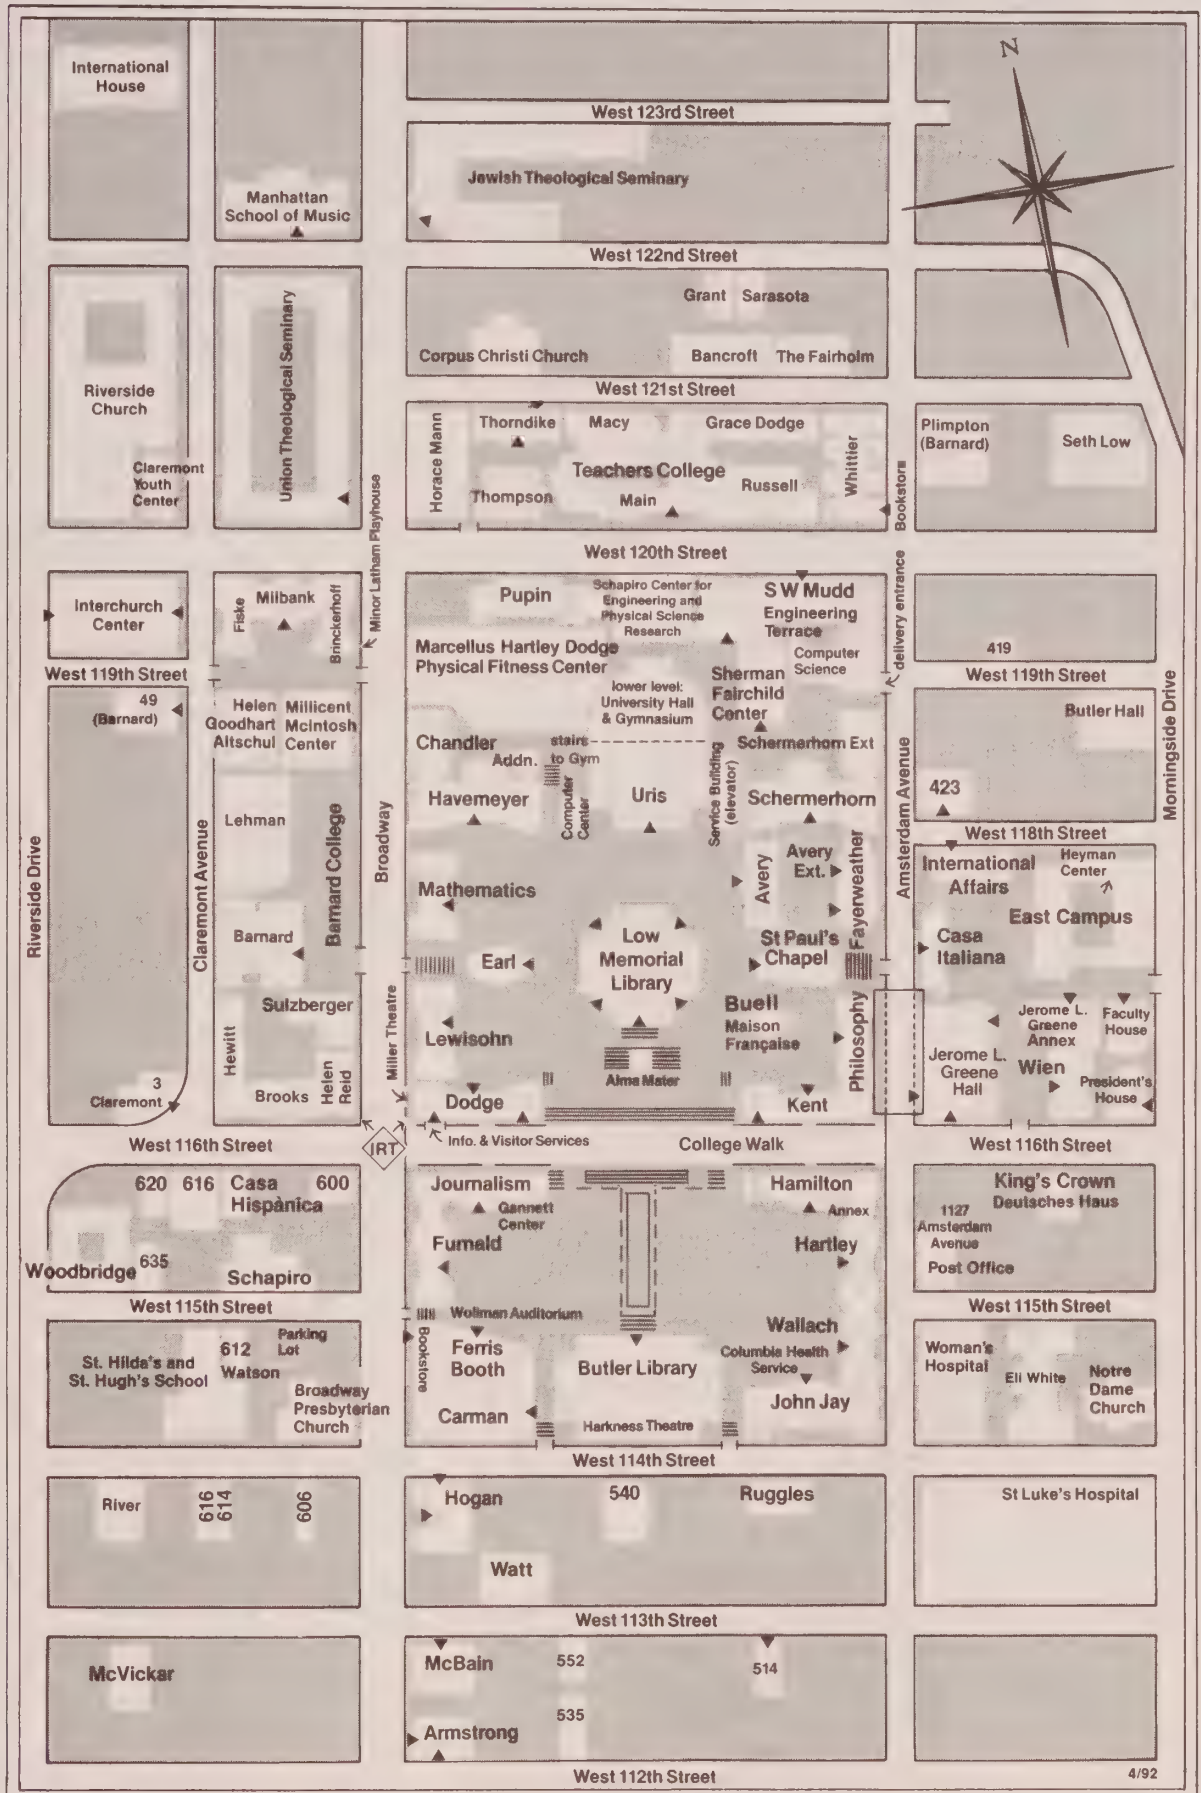 N
International
House
West 123rd Street
Jewish Theological Seminary
Manhattan
School of Music
West 122nd Street
Grant Sarasota
Corpus Christi Church
Bancroft The Fairholm
West 121st Street
Riverside
Church
Claremont
Youth
Center
Union Theological Seminary
Horace Mann
Thorndike
Macy
Grace Dodge
Teachers College
Thompson
Main
Russell
Whittier
Bookstore
Plimpton
(Barnard)
Seth Low
West 120th Street
Interchurch
Center
Fiske
Milbank
Brinckerhoff
Minor Latham Playhouse
Pupin
Schapiro Center for
Engineering and
Physical Science
Research
S W Mudd
Engineering
Terrace
Computer
Science
delivery entrance
419
Marcellus Hartley Dodge
Physical Fitness Center
lower level:
University Hall
& Gymnasium
Sherman
Fairchild
Center
West 119th Street
West 119th Street
49
(Barnard)
Helen
Goodhart
Altschul
Millicent
McIntosh
Center
Chandler
Addn.
stairs
to Gym
Computer
Center
Schermerhorn Ext
Butler Hall
Havemeyer
Uris
Service Building
(elevator)
Schermerhorn
423
West 118th Street
Riverside Drive
Claremont Avenue
Lehman
Barnard College
Broadway
Amsterdam Avenue
Morningside Drive
Mathematics
Avery
Avery
Ext.
Fayerweather
International
Affairs
Heyman
Center
East Campus
Barnard
Earl
Low
Memorial
Library
St Paul's
Chapel
Casa
Italiana
Sulzberger
Hewitt
Miller Theatre
Lewisohn
Buell
Maison
Française
Philosophy
Jerome L.
Greene
Annex
Faculty
House
Jerome L.
Greene
Hall
Wien
President's
House
3
Claremont
Brooks
Helen
Reid
Alma Mater
Dodge
Kent
West 116th Street
IRT
Info. & Visitor Services
College Walk
West 116th Street
620 616 Casa
Hispànica
600
Woodbridge
635
Schapiro
Journalism
Gannett
Center
Furnald
Hamilton
Annex
Hartley
King's Crown
Deutsches Haus
1127
Amsterdam
Avenue
Post Office
West 115th Street
Wollman Auditorium
West 115th Street
St. Hilda's and
St. Hugh's School
612
Watson
Parking
Lot
Broadway
Presbyterian
Church
Bookstore
Ferris
Booth
Carman
Butler Library
Harkness Theatre
Wallach
Columbia Health
Service
John Jay
Woman's
Hospital
Eli White
Notre
Dame
Church
West 114th Street
River
616
614
606
Hogan
540
Ruggles
Watt
St Luke's Hospital
West 113th Street
McVickar
McBain
552
514
535
Armstrong
West 112th Street
4/92